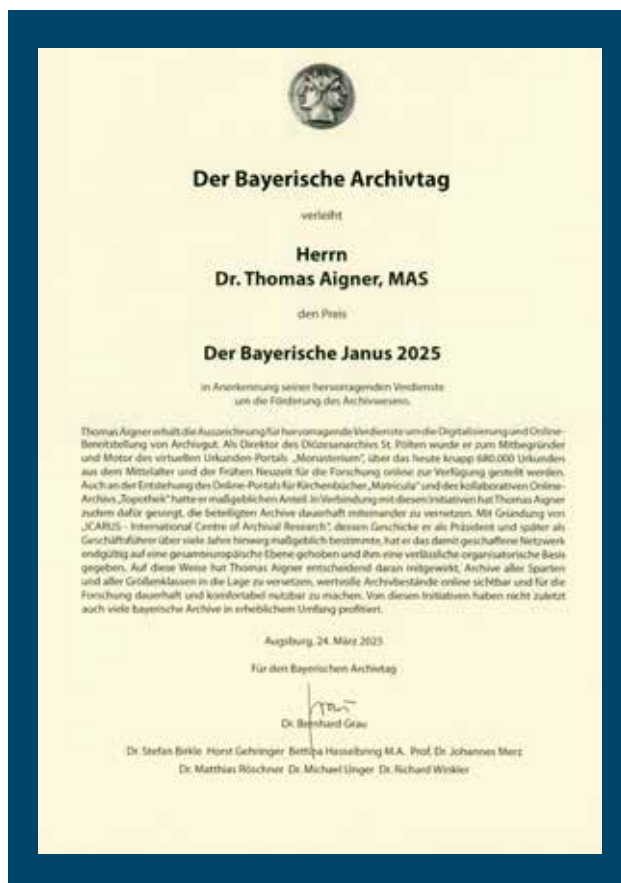 Der Bayerische Archivtag
verleiht
Herrn
Dr. Thomas Aigner, MAS
den Preis
Der Bayerische Janus 2025
in Anerkennung seiner hervorragenden Verdienste
um die Förderung des Archivwesens.
Thomas Aigner erhält die Auszeichnung für hervorragende Verdienste um die Digitalisierung und Online-
Bereitstellung von Archivgut. Als Direktor des Diözesanarchivs St. Pölten wurde er zum Mitbegründer
und Motor des virtuellen Urkunden-Portals „Monasterium“, über das heute knapp 680.000 Urkunden
aus dem Mittelalter und der Frühen Neuzeit für die Forschung online zur Verfügung gestellt werden.
Auch an der Entstehung des Online-Portals für Kirchenbücher „Matricula“ und des kollaborativen Online-
Archivs „Topothek“ hatte er maßgeblichen Anteil. In Verbindung mit diesen Initiativen hat Thomas Aigner
zudem dafür gesorgt, die beteiligten Archive dauerhaft miteinander zu vernetzen. Mit Gründung von
„ICARUS - International Centre of Archival Research“, dessen Geschicke er als Präsident und später als
Geschäftsführer über viele Jahre hinweg maßgeblich bestimmte, hat er das damit geschaffene Netzwerk
endgültig auf eine gesamteuropäische Ebene gehoben und ihm eine verlässliche organisatorische Basis
gegeben. Auf diese Weise hat Thomas Aigner entscheidend daran mitgewirkt, Archive aller Sparten
und aller Größenklassen in die Lage zu versetzen, wertvolle Archivbestände online sichtbar und für die
Forschung dauerhaft und komfortabel nutzbar zu machen. Von diesen Initiativen haben nicht zuletzt
auch viele bayerische Archive in erheblichem Umfang profitiert.
Augsburg, 24. März 2025
Für den Bayerischen Archivtag
Dr. Bernhard Grau
Dr. Stefan Birkle Horst Gehringer Bettina Hasselbring M.A. Prof. Dr. Johannes Merz
Dr. Matthias Röschner Dr. Michael Unger Dr. Richard Winkler